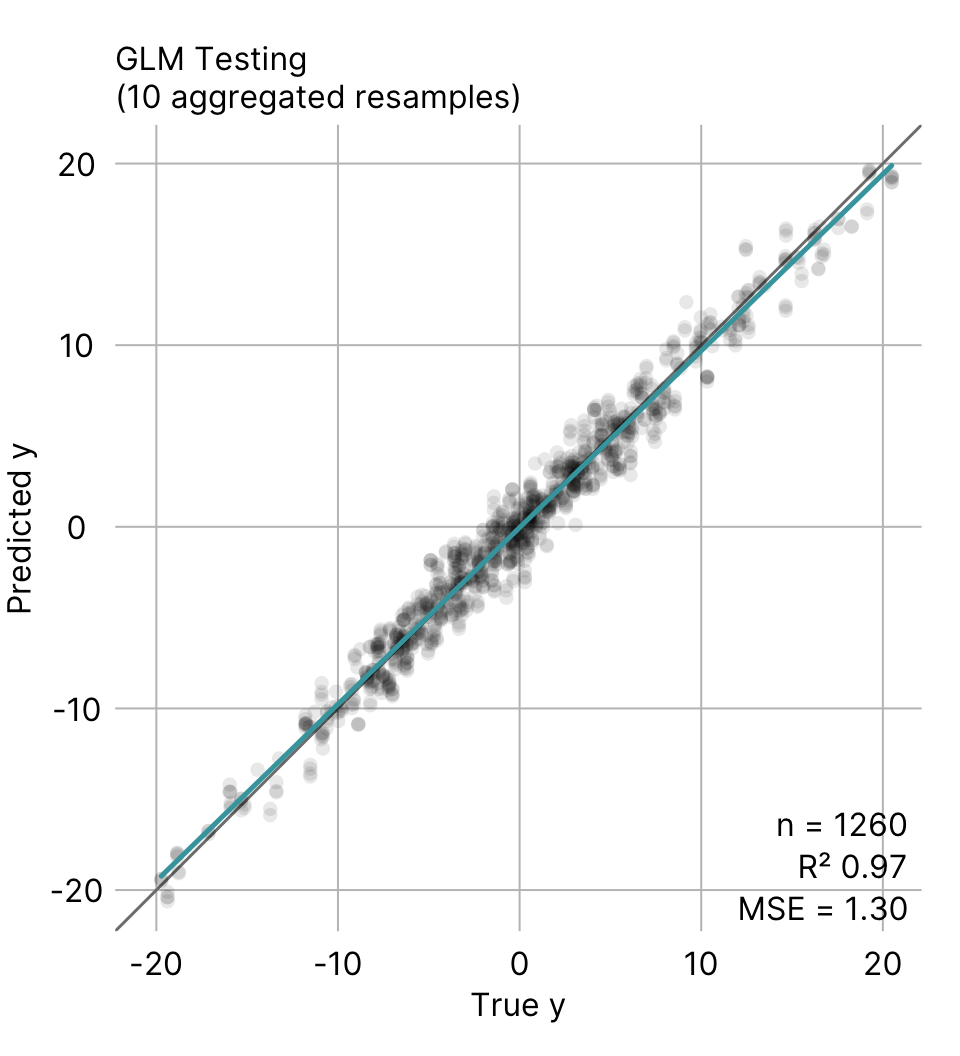 GLM Testing
(10 aggregated resamples)
20
10
0
-10
-20
Predicted y
n = 1260
R² 0.97
MSE = 1.30
-20 -10 0 10 20
True y